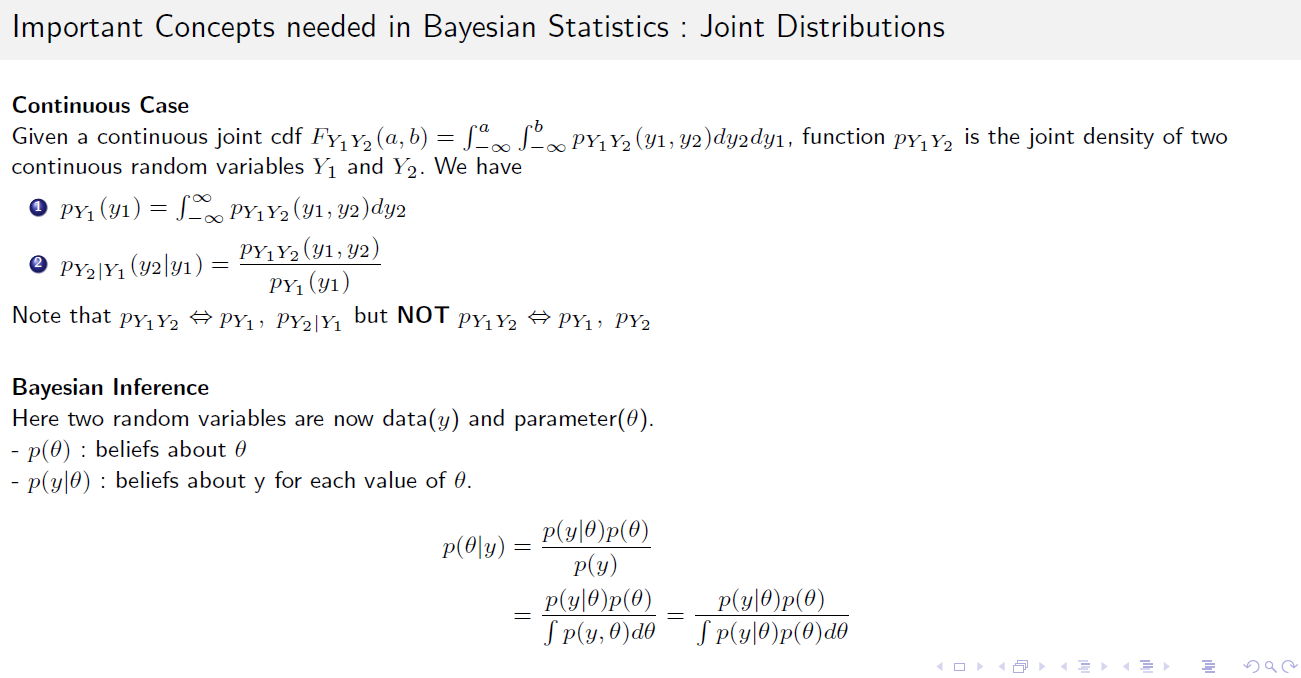 Important Concepts needed in Bayesian Statistics : Joint Distributions
Continuous Case
Given a continuous joint cdf $F_{Y_1Y_2}(a, b) = \int_{-\infty}^{a} \int_{-\infty}^{b} p_{Y_1Y_2}(y_1, y_2)dy_2dy_1$, function $p_{Y_1Y_2}$ is the joint density of two
continuous random variables $Y_1$ and $Y_2$. We have
1 $p_{Y_1}(y_1) = \int_{-\infty}^{\infty} p_{Y_1Y_2}(y_1, y_2)dy_2$
2 $p_{Y_2|Y_1}(y_2|y_1) = \frac{p_{Y_1Y_2}(y_1, y_2)}{p_{Y_1}(y_1)}$
Note that $p_{Y_1Y_2} \Leftrightarrow p_{Y_1},\ p_{Y_2|Y_1}$ but NOT $p_{Y_1Y_2} \Leftrightarrow p_{Y_1},\ p_{Y_2}$
Bayesian Inference
Here two random variables are now data($y$) and parameter($\theta$).
- $p(\theta)$ : beliefs about $\theta$
- $p(y|\theta)$ : beliefs about y for each value of $\theta$.
$p(\theta|y) = \frac{p(y|\theta)p(\theta)}{p(y)}$
$= \frac{p(y|\theta)p(\theta)}{\int p(y, \theta)d\theta} = \frac{p(y|\theta)p(\theta)}{\int p(y|\theta)p(\theta)d\theta}$